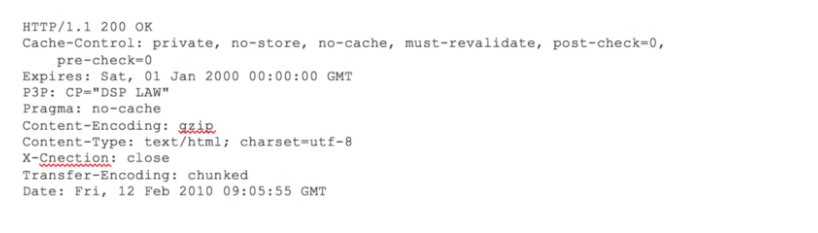 HTTP/1.1 200 OK
Cache-Control: private, no-store, no-cache, must-revalidate, post-check=0,
pre-check=0
Expires: Sat, 01 Jan 2000 00:00:00 GMT
P3P: CP="DSP LAW"
Pragma: no-cache
Content-Encoding: gzip
Content-Type: text/html; charset=utf-8
X-Cnection: close
Transfer-Encoding: chunked
Date: Fri, 12 Feb 2010 09:05:55 GMT